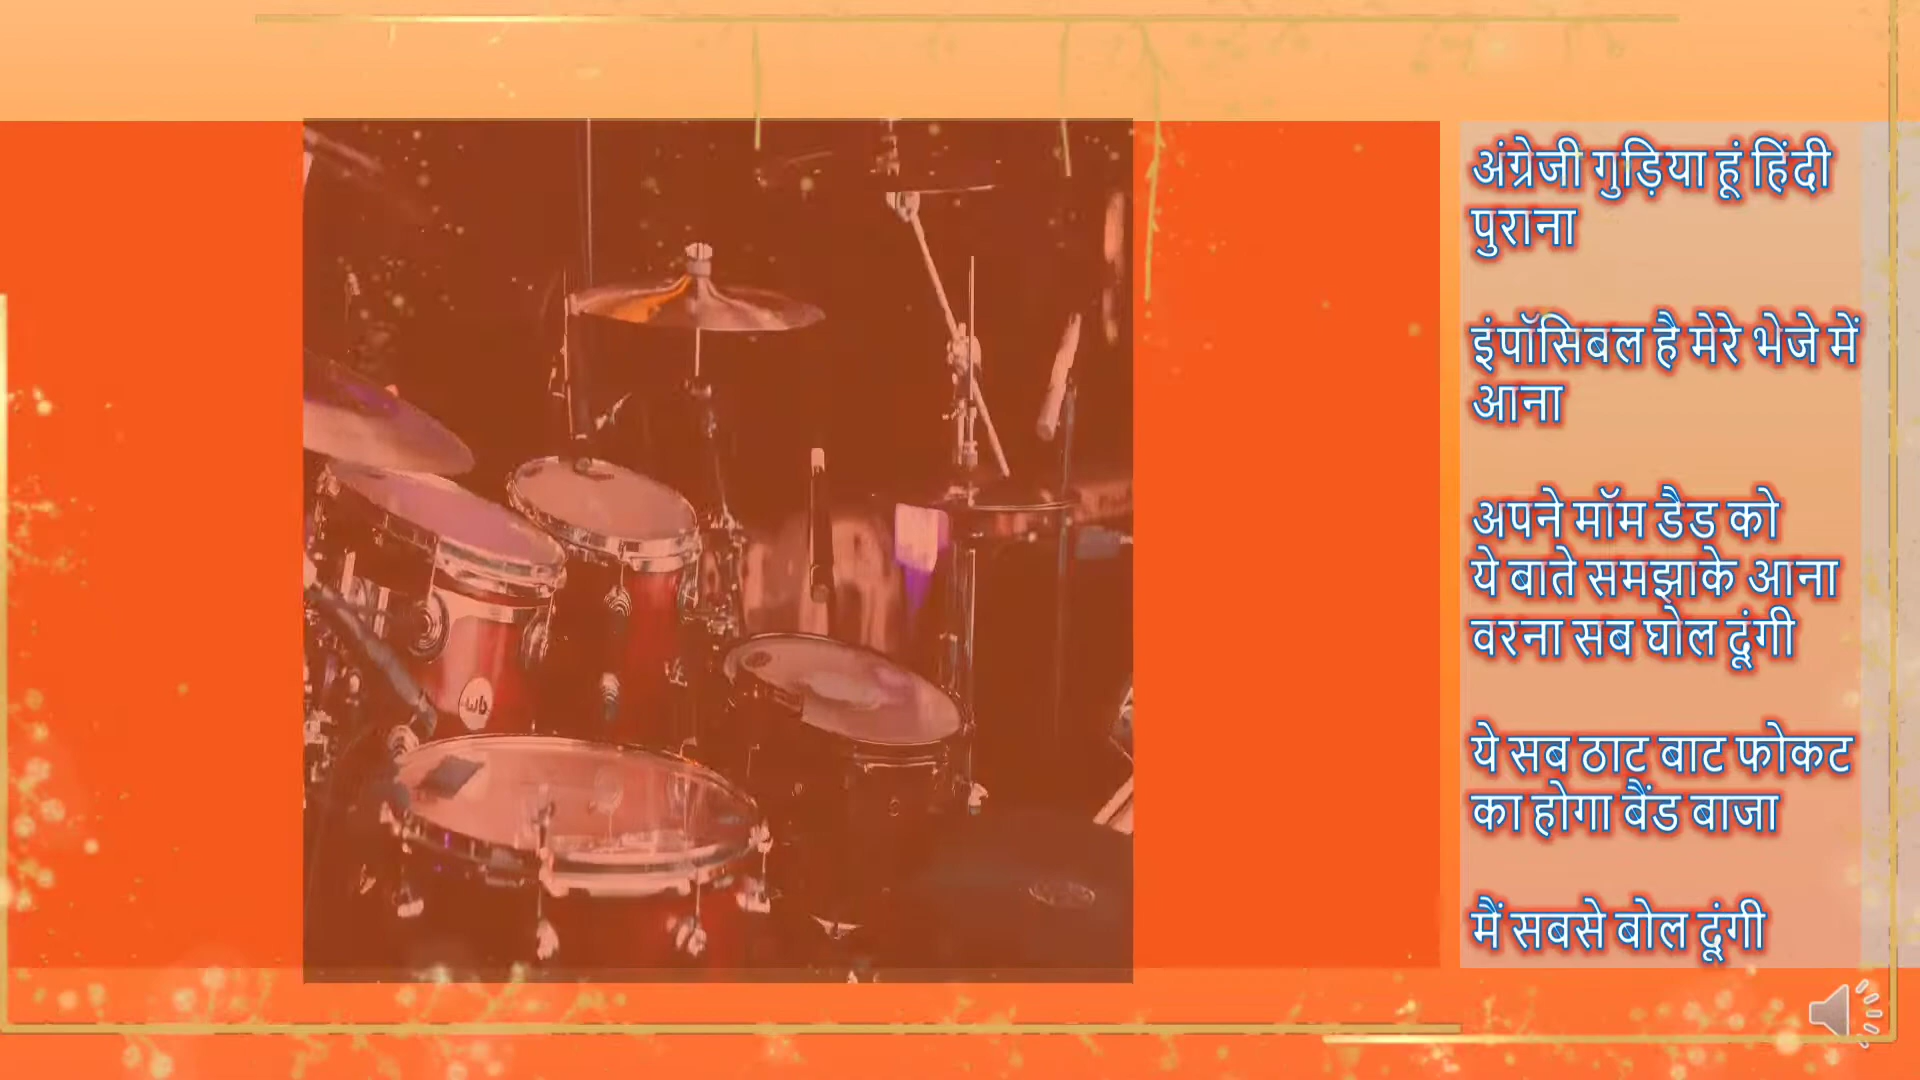 अंग्रेजी गुड़िया हूं हिंदी
पुराना
इंपॉसिबल है मेरे भेजे में
आना
अपने मॉम डैड को
ये बाते समझाके आना
वरना सब घोल दूंगी
ये सब ठाट बाट फोकट
का होगा बैंड बाजा
मैं सबसे बोल दूंगी